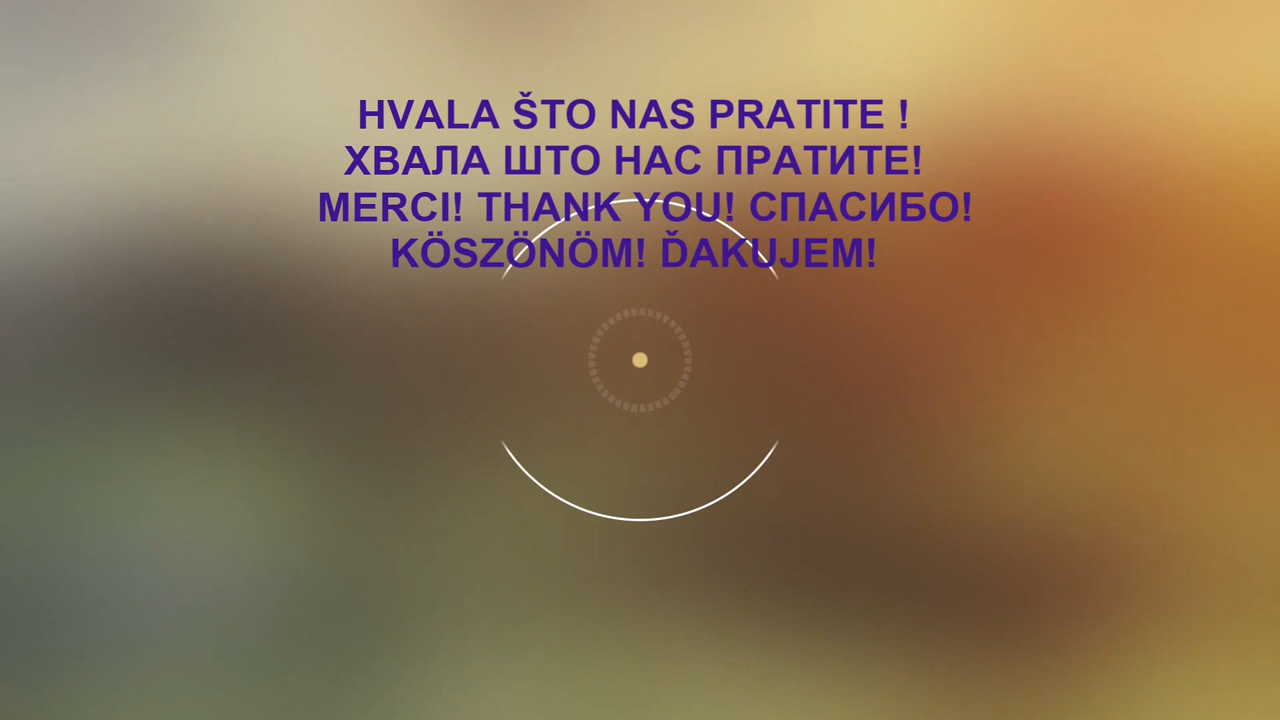 HVALA ŠTO NAS PRATITE !
ХВАЛА ШТО НАС ПРАТИТЕ!
MERCI! THANK YOU! СПАСИБО!
KÖSZÖNÖM! ĎAKUJEM!